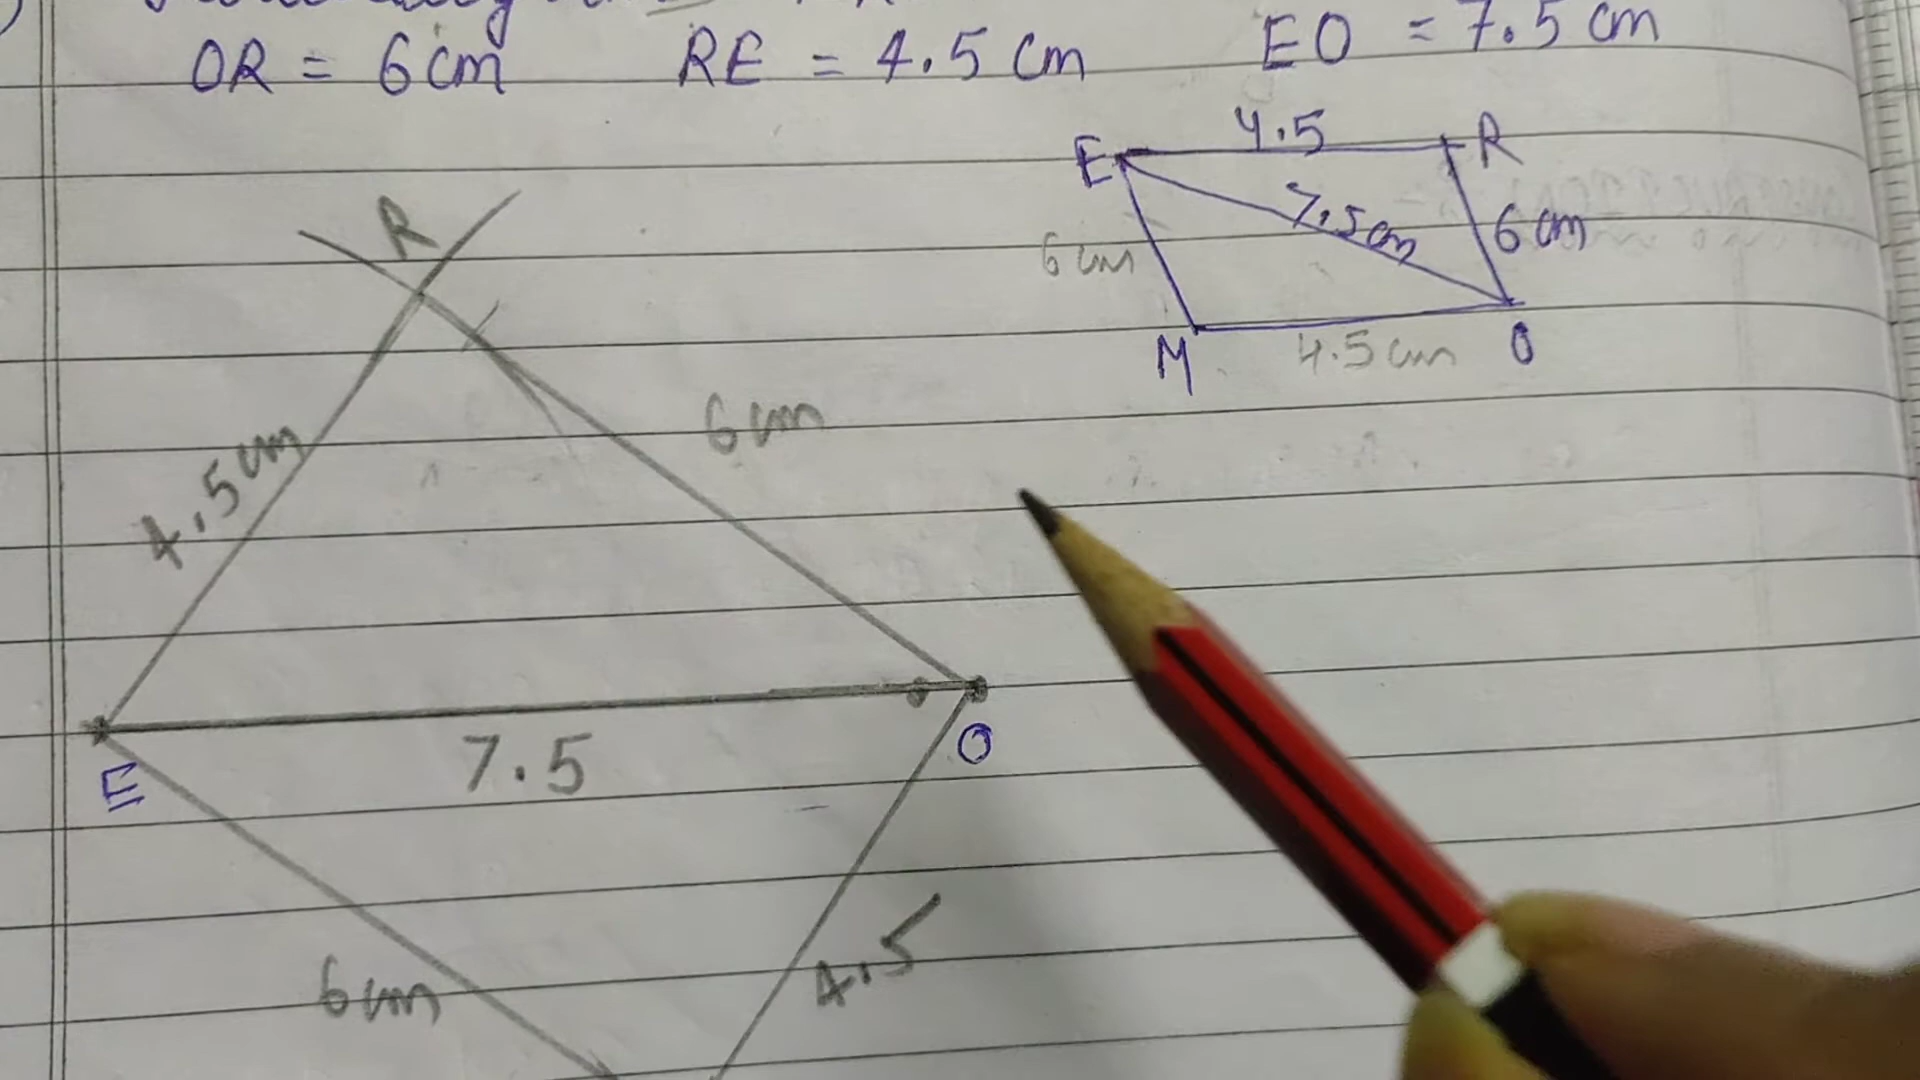 OR = 6 cm RE = 4.5 cm EO = 7.5 cm
E 4.5 R
7.5 cm 6 cm
6 cm
M 4.5 cm O
R
6 cm
4.5 cm
E 7.5 O
6 cm 4.5